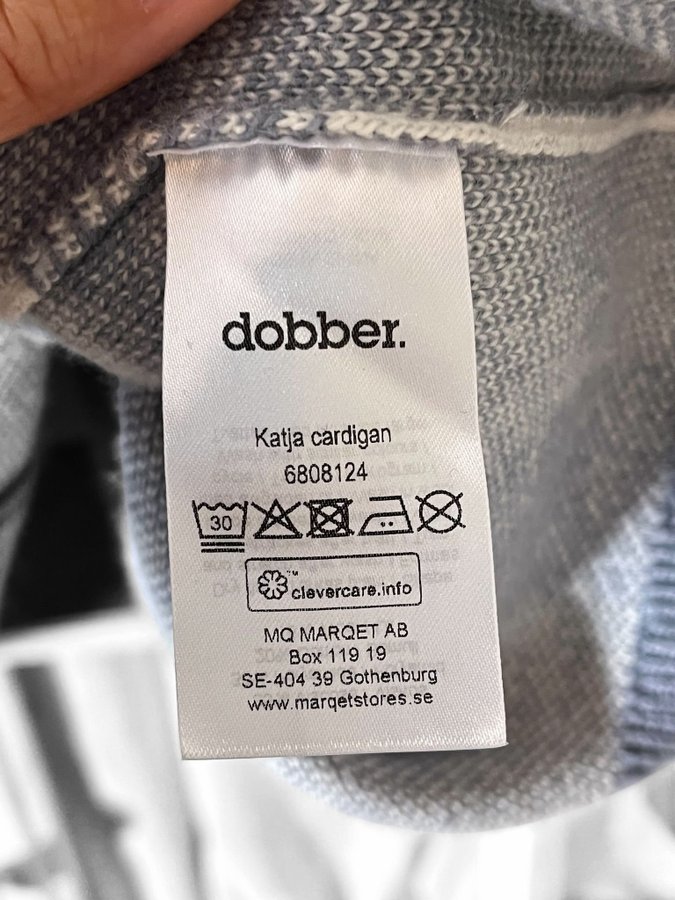 dobber.
Katja cardigan
6808124
30
™
clevercare.info
MQ MARQET AB
Box 119 19
SE-404 39 Gothenburg
www.marqetstores.se